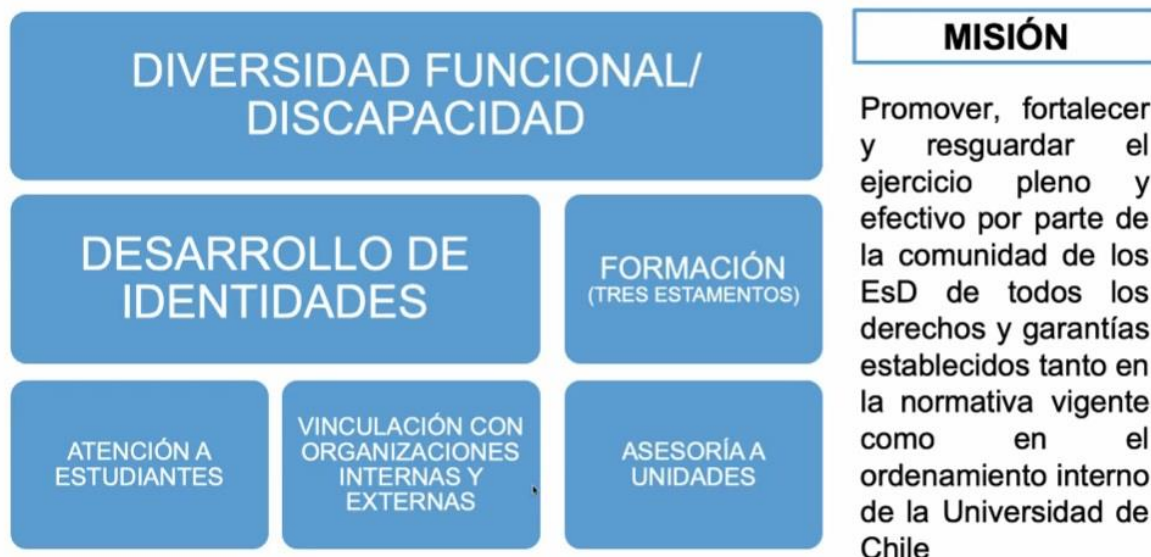 DIVERSIDAD FUNCIONAL/
DISCAPACIDAD
DESARROLLO DE
IDENTIDADES
FORMACIÓN
(TRES ESTAMENTOS)
ATENCIÓN A
ESTUDIANTES
VINCULACIÓN CON
ORGANIZACIONES
INTERNAS Y
EXTERNAS
ASESORÍA A
UNIDADES
MISIÓN
Promover, fortalecer
y resguardar el
ejercicio pleno y
efectivo por parte de
la comunidad de los
EsD de todos los
derechos y garantías
establecidos tanto en
la normativa vigente
como en el
ordenamiento interno
de la Universidad de
Chile